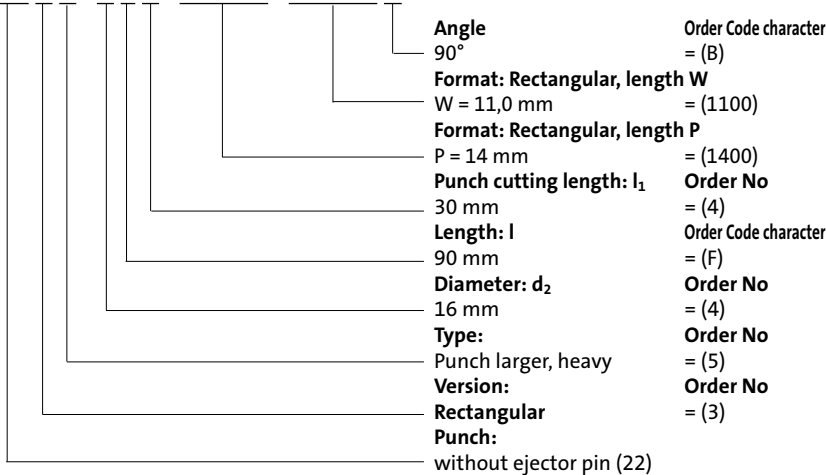 Angle Order Code character
90° = (B)
Format: Rectangular, length W
W = 11,0 mm = (1100)
Format: Rectangular, length P
P = 14 mm = (1400)
Punch cutting length: l₁ Order No
30 mm = (4)
Length: l Order Code character
90 mm = (F)
Diameter: d₂ Order No
16 mm = (4)
Type: Order No
Punch larger, heavy = (5)
Version: Order No
Rectangular = (3)
Punch:
without ejector pin (22)